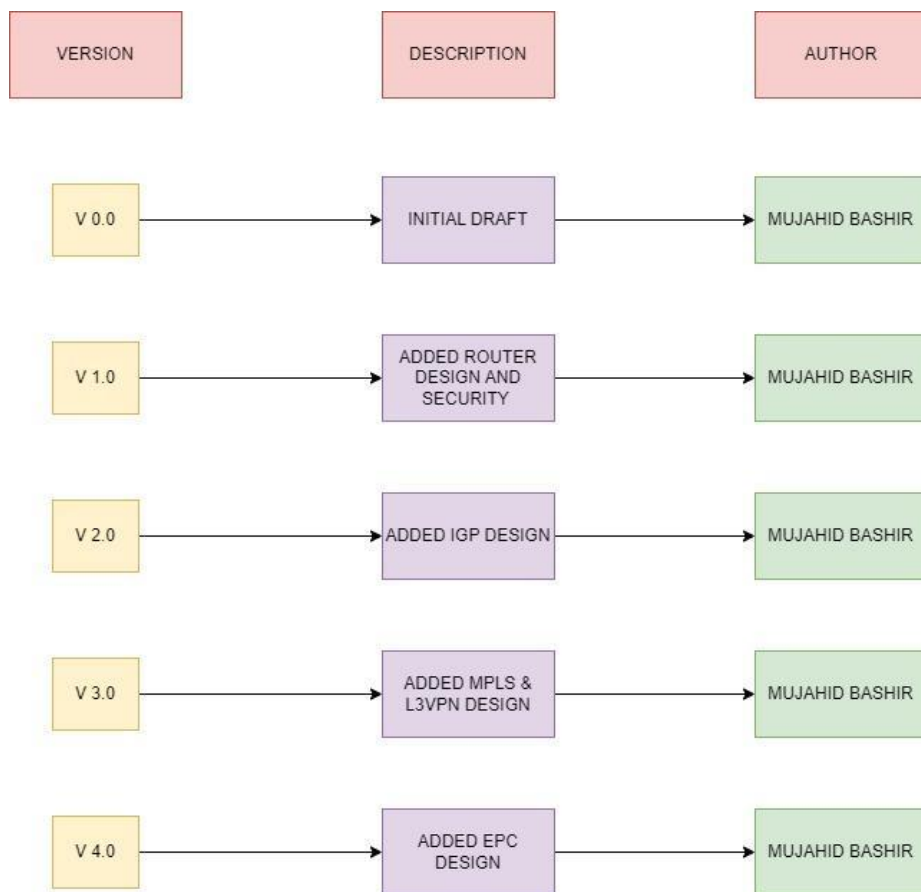 VERSION
DESCRIPTION
AUTHOR
V 0.0
INITIAL DRAFT
MUJAHID BASHIR
V 1.0
ADDED ROUTER
DESIGN AND
SECURITY
MUJAHID BASHIR
V 2.0
ADDED IGP DESIGN
MUJAHID BASHIR
V 3.0
ADDED MPLS &
L3VPN DESIGN
MUJAHID BASHIR
V 4.0
ADDED EPC
DESIGN
MUJAHID BASHIR